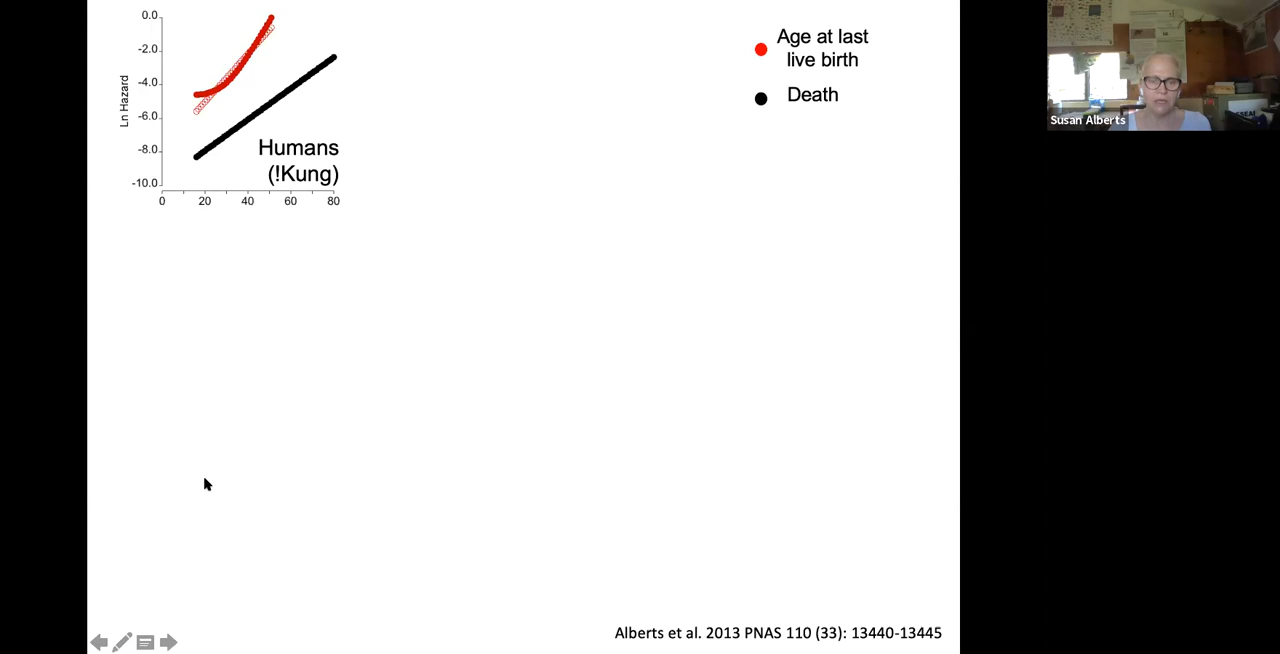 0.0
-2.0
-4.0
-6.0
-8.0
-10.0
Ln Hazard
0 20 40 60 80
Humans
(!Kung)
Age at last
live birth
Death
Susan Alberts
Alberts et al. 2013 PNAS 110 (33): 13440-13445